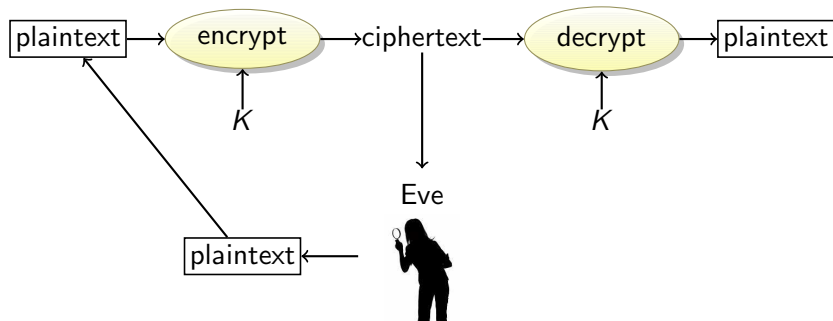 plaintext encrypt ciphertext decrypt plaintext
K K
Eve
plaintext